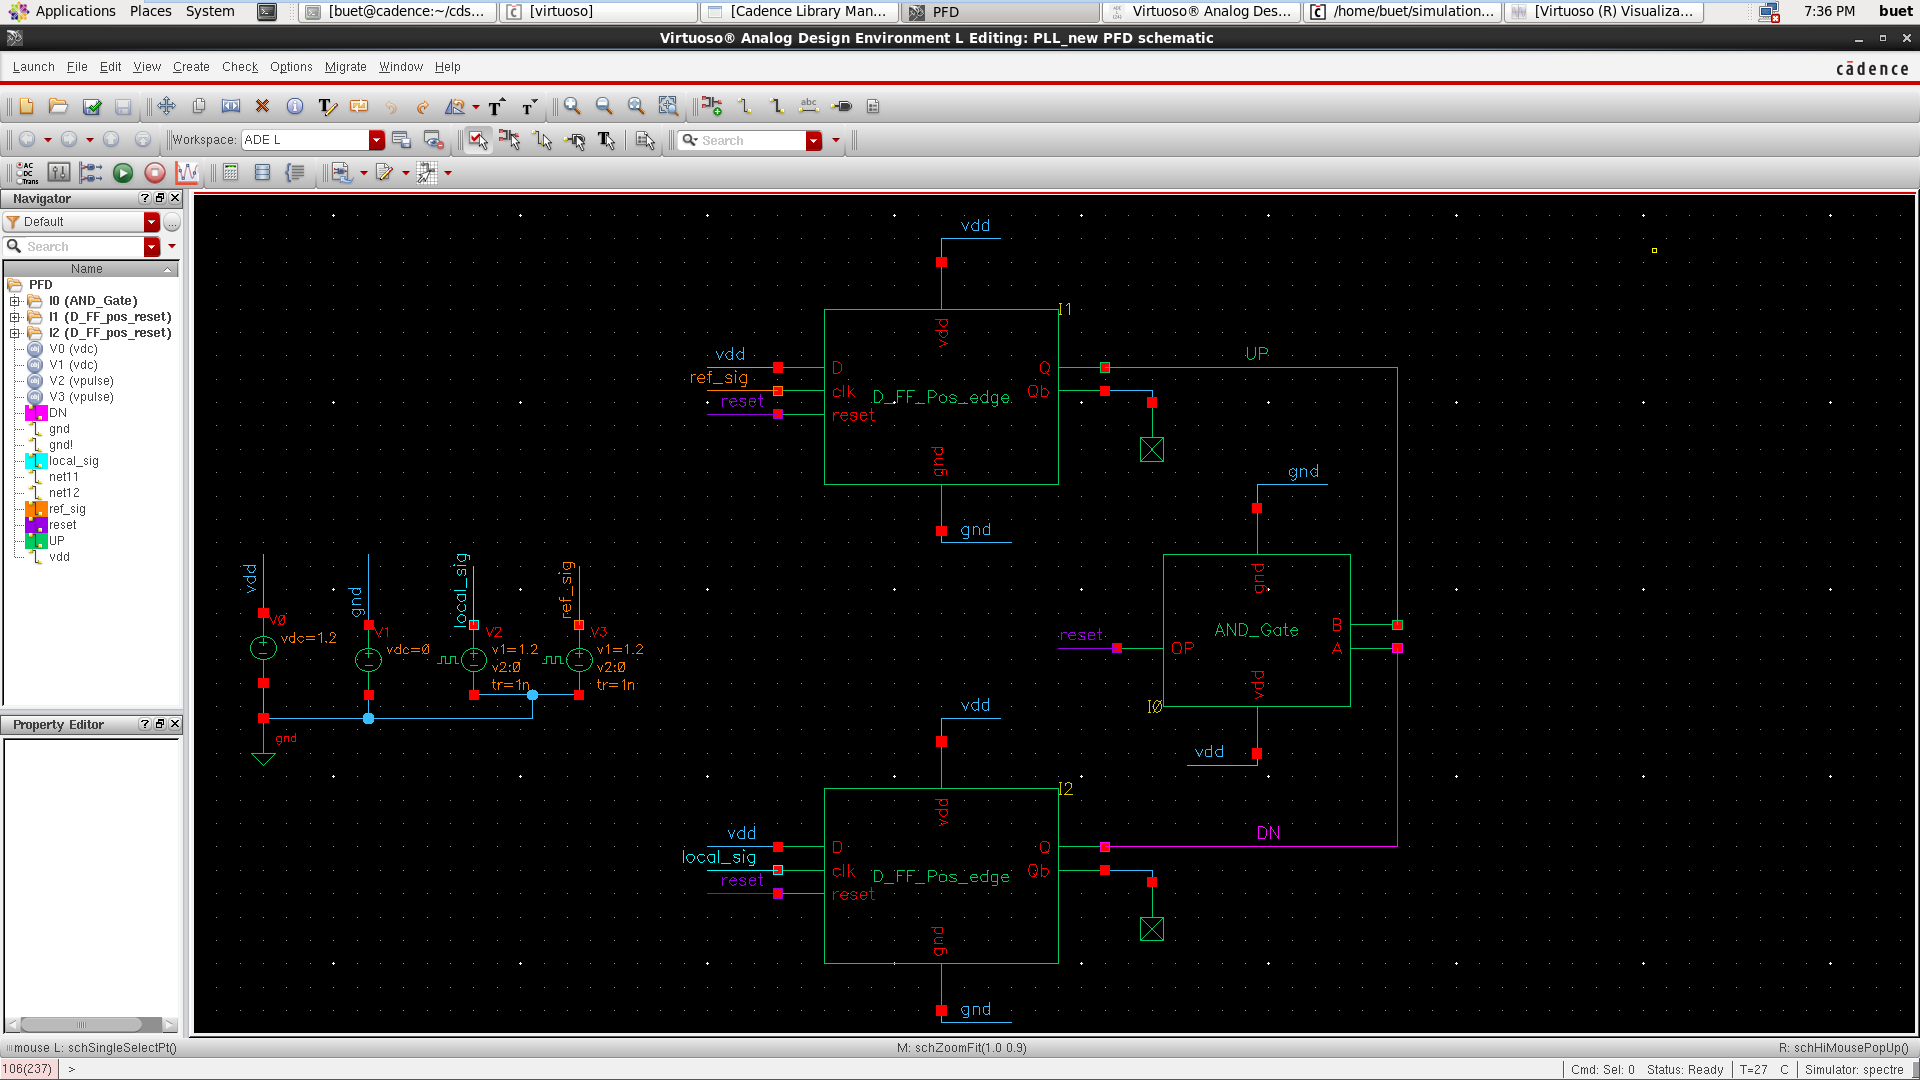 Applications Places System [buet@cadence:~/cds... [virtuoso] [Cadence Library Man... PFD Virtuoso® Analog Des... /home/buet/simulation... [Virtuoso (R) Visualiza... 7:36 PM buet
Virtuoso® Analog Design Environment L Editing: PLL_new PFD schematic
Launch File Edit View Create Check Options Migrate Window Help
cādence
Workspace: ADE L
Search
AC
DC
Trans
Navigator
Default
Search
Name
PFD
I0 (AND_Gate)
I1 (D_FF_pos_reset)
I2 (D_FF_pos_reset)
V0 (vdc)
V1 (vdc)
V2 (vpulse)
V3 (vpulse)
DN
gnd
gnd!
local_sig
net11
net12
ref_sig
reset
UP
vdd
Property Editor
vdd
I1
vdd
vdd
D
Q
UP
ref_sig
clk
Qb
D_FF_Pos_edge
reset
reset
gnd
gnd
gnd
gnd
B
AND_Gate
reset
OP
A
vdd
I0
vdd
vdd
gnd
local_sig
ref_sig
V0
vdc=1.2
V1
vdc=0
V2
v1=1.2
v2:0
tr=1n
V3
v1=1.2
v2:0
tr=1n
gnd
vdd
I2
vdd
vdd
D
Q
DN
local_sig
clk
Qb
D_FF_Pos_edge
reset
reset
gnd
gnd
mouse L: schSingleSelectPt() M: schZoomFit(1.0 0.9) R: schHiMousePopUp()
106(237) > Cmd: Sel: 0 Status: Ready T=27 C Simulator: spectre